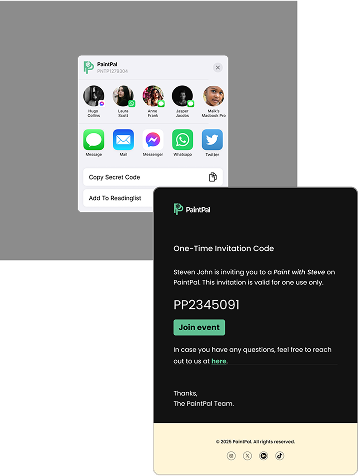 PaintPal
PNTP1279304
Hugo
Collins
Laura
Scott
Anna
Frank
Jasper
Jacobs
Maik's
Macbook Pro
Message
Mail
Messenger
Whatsapp
Twitter
Copy Secret Code
Add To Readinglist
PaintPal
One-Time Invitation Code
Steven John is inviting you to a Paint with Steve on
PaintPal. This invitation is valid for one use only.
PP2345091
Join event
In case you have any questions, feel free to reach
out to us at here.
Thanks,
The PaintPal Team.
© 2025 PaintPal. All rights reserved.